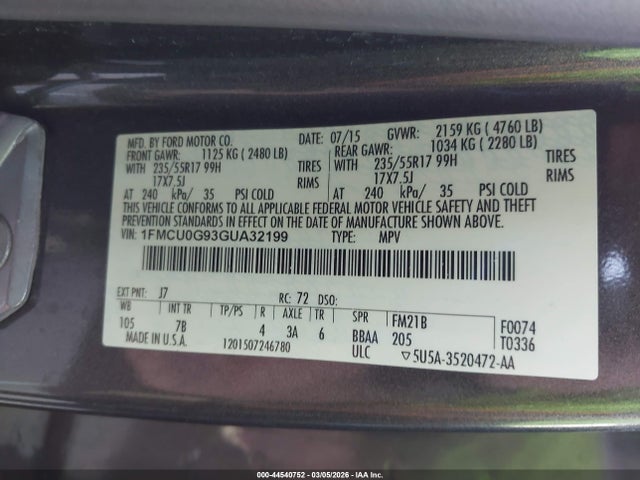 MFD. BY FORD MOTOR CO. DATE: 07/15 GVWR: 2159 KG ( 4760 LB)
FRONT GAWR: 1125 KG ( 2480 LB) REAR GAWR: 1034 KG ( 2280 LB)
WITH 235/55R17 99H TIRES WITH 235/55R17 99H TIRES
17X7.5J RIMS 17X7.5J RIMS
AT 240 kPa/ 35 PSI COLD AT 240 kPa/ 35 PSI COLD
THIS VEHICLE CONFORMS TO ALL APPLICABLE FEDERAL MOTOR VEHICLE SAFETY AND THEFT
PREVENTION STANDARDS IN EFFECT ON THE DATE OF MANUFACTURE SHOWN ABOVE.
VIN: 1FMCU0G93GUA32199 TYPE: MPV
EXT PNT: J7 RC: 72 DSO:
WB INT TR TP/PS R AXLE TR SPR FM21B F0074
105 7B 4 3A 6 BBAA 205 T0336
MADE IN U.S.A. 1201507246780 ULC ▽5U5A-3520472-AA
000-44540752 | 03/05/2026 | IAA Inc.